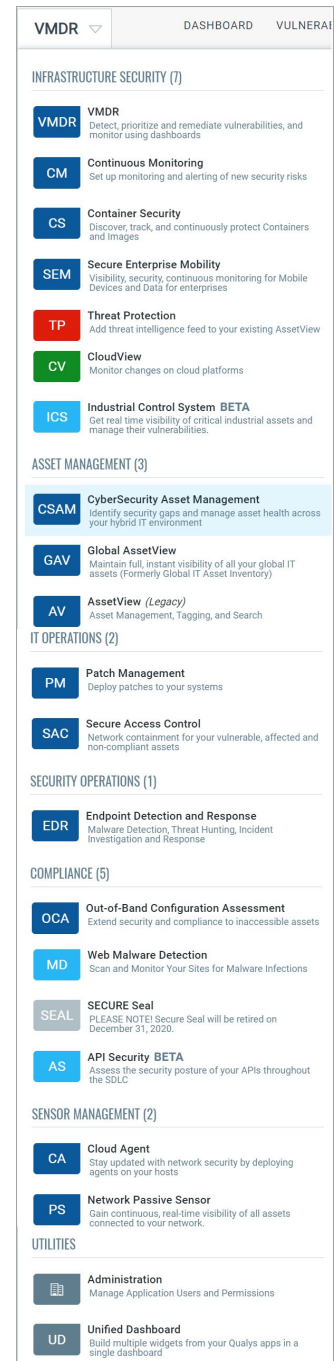 VMDR DASHBOARD VULNERAB
INFRASTRUCTURE SECURITY (7)
VMDR VMDR
Detect, prioritize and remediate vulnerabilities, and
monitor using dashboards
CM Continuous Monitoring
Set up monitoring and alerting of new security risks
CS Container Security
Discover, track, and continuously protect Containers
and Images
SEM Secure Enterprise Mobility
Visibility, security, continuous monitoring for Mobile
Devices and Data for enterprises
TP Threat Protection
Add threat intelligence feed to your existing AssetView
CV CloudView
Monitor changes on cloud platforms
ICS Industrial Control System BETA
Get real time visibility of critical industrial assets and
manage their vulnerabilities.
ASSET MANAGEMENT (3)
CSAM CyberSecurity Asset Management
Identify security gaps and manage asset health across
your hybrid IT environment
GAV Global AssetView
Maintain full, instant visibility of all your global IT
assets (Formerly Global IT Asset Inventory)
AV AssetView (Legacy)
Asset Management, Tagging, and Search
IT OPERATIONS (2)
PM Patch Management
Deploy patches to your systems
SAC Secure Access Control
Network containment for your vulnerable, affected and
non-compliant assets
SECURITY OPERATIONS (1)
EDR Endpoint Detection and Response
Malware Detection, Threat Hunting, Incident
Investigation and Response
COMPLIANCE (5)
OCA Out-of-Band Configuration Assessment
Extend security and compliance to inaccessible assets
MD Web Malware Detection
Scan and Monitor Your Sites for Malware Infections
SEAL SECURE Seal
PLEASE NOTE! Secure Seal will be retired on
December 31, 2020.
AS API Security BETA
Assess the security posture of your APIs throughout
the SDLC
SENSOR MANAGEMENT (2)
CA Cloud Agent
Stay updated with network security by deploying
agents on your hosts
PS Network Passive Sensor
Gain continuous, real-time visibility of all assets
connected to your network.
UTILITIES
Administration
Manage Application Users and Permissions
UD Unified Dashboard
Build multiple widgets from your Qualys apps in a
single dashboard